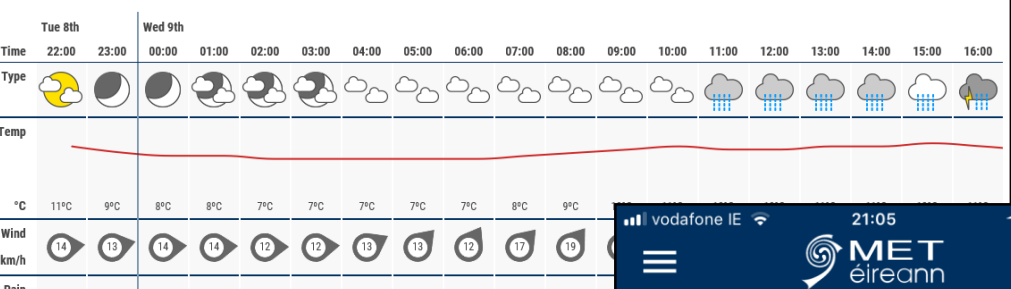 Tue 8th Wed 9th
Time 22:00 23:00 00:00 01:00 02:00 03:00 04:00 05:00 06:00 07:00 08:00 09:00 10:00 11:00 12:00 13:00 14:00 15:00 16:00
Type
Temp
°C 11°C 9°C 8°C 8°C 7°C 7°C 7°C 7°C 7°C 8°C 9°C
Wind 14 13 14 14 12 12 13 13 12 17 19
km/h
vodafone IE 21:05
MET
éireann